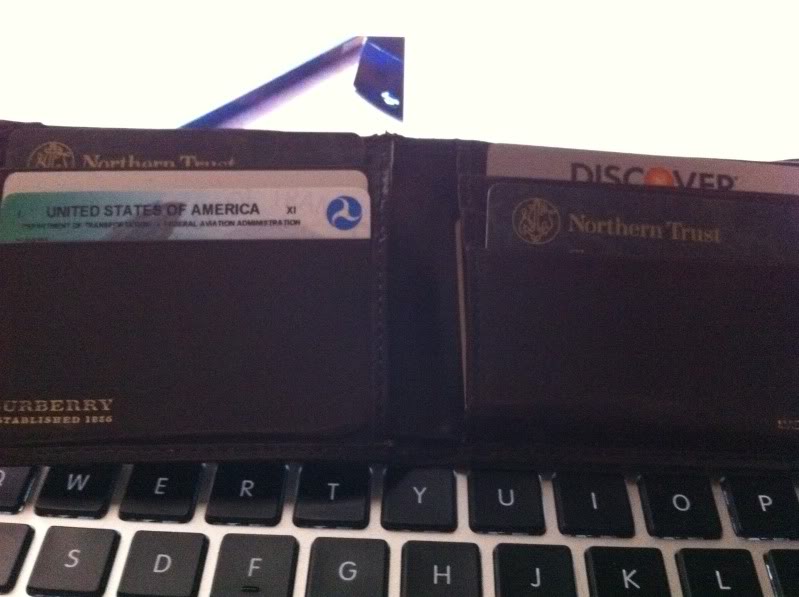 Northern Trust
UNITED STATES OF AMERICA XI
DEPARTMENT OF TRANSPORTATION - FEDERAL AVIATION ADMINISTRATION
DISCOVER
Northern Trust
URBERRY
STABLISHED 1856
W E R T Y U I O P
S D F G H J K L